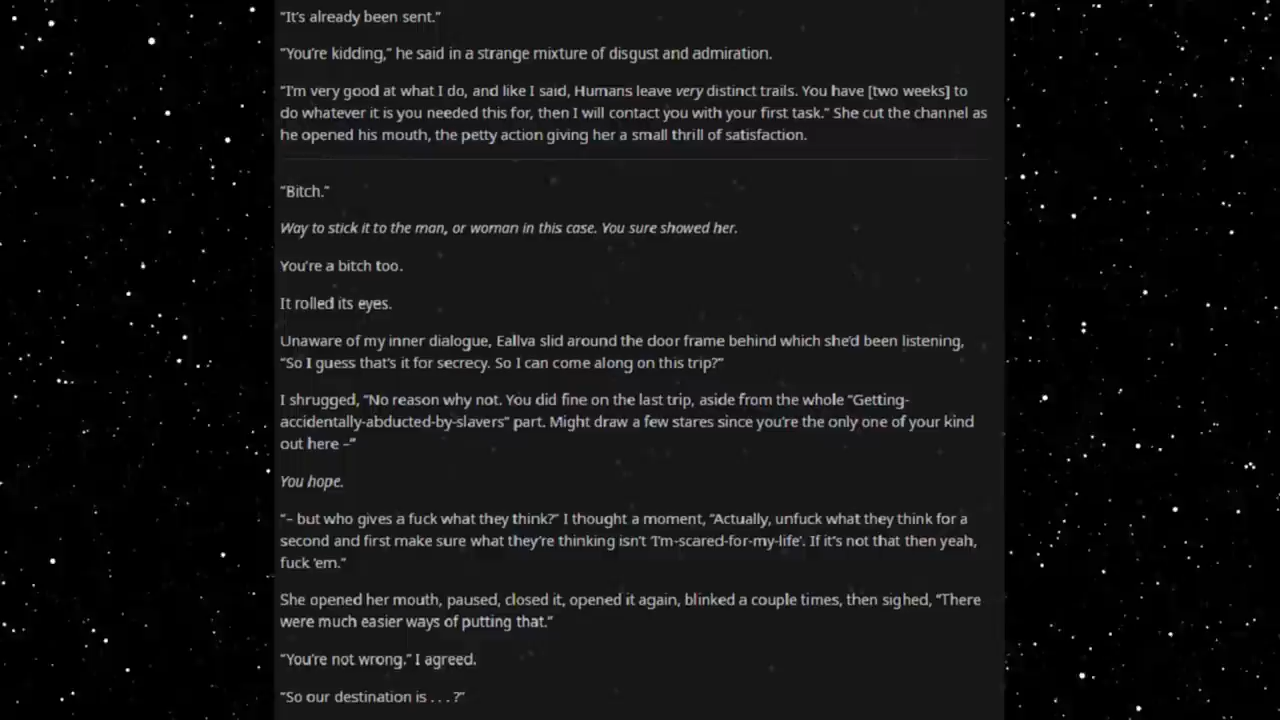 “It’s already been sent.”
“You’re kidding,” he said in a strange mixture of disgust and admiration.
“I’m very good at what I do, and like I said, Humans leave very distinct trails. You have [two weeks] to
do whatever it is you needed this for, then I will contact you with your first task.” She cut the channel as
he opened his mouth, the petty action giving her a small thrill of satisfaction.
“Bitch.”
Way to stick it to the man, or woman in this case. You sure showed her.
You’re a bitch too.
It rolled its eyes.
Unaware of my inner dialogue, Eallva slid around the door frame behind which she’d been listening,
“So I guess that’s it for secrecy. So I can come along on this trip?”
I shrugged, “No reason why not. You did fine on the last trip, aside from the whole “Getting-
accidentally-abducted-by-slavers” part. Might draw a few stares since you’re the only one of your kind
out here –”
You hope.
“– but who gives a fuck what they think?” I thought a moment, “Actually, unfuck what they think for a
second and first make sure what they’re thinking isn’t ‘I’m-scared-for-my-life’. If it’s not that then yeah,
fuck ‘em.”
She opened her mouth, paused, closed it, opened it again, blinked a couple times, then sighed, “There
were much easier ways of putting that.”
“You’re not wrong.” I agreed.
“So our destination is . . . ?”